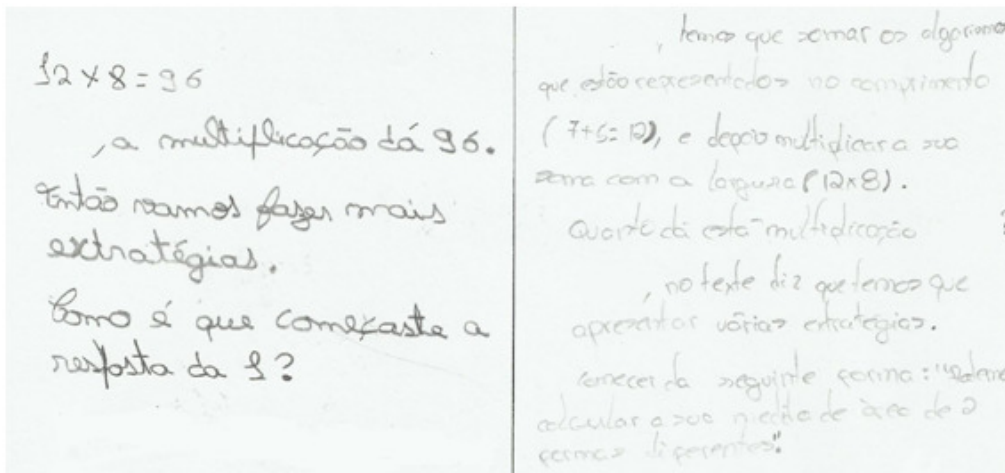 12 x 8 = 96
, a multiplicação dá 96.
Então vamos fazer mais
extratégias.
Como é que começaste a
resposta da 1?
, temos que somar os algarismos
que estão representados no comprimento
(7+5=12), e depois multiplicar a sua
soma com a largura (12x8).
Quanto dá esta multiplicação
, no texte diz que temos que
apresentar várias estratégias.
comecei da seguinte forma: "Podemos
calcular a sua medida de área de 2
formas diferentes."